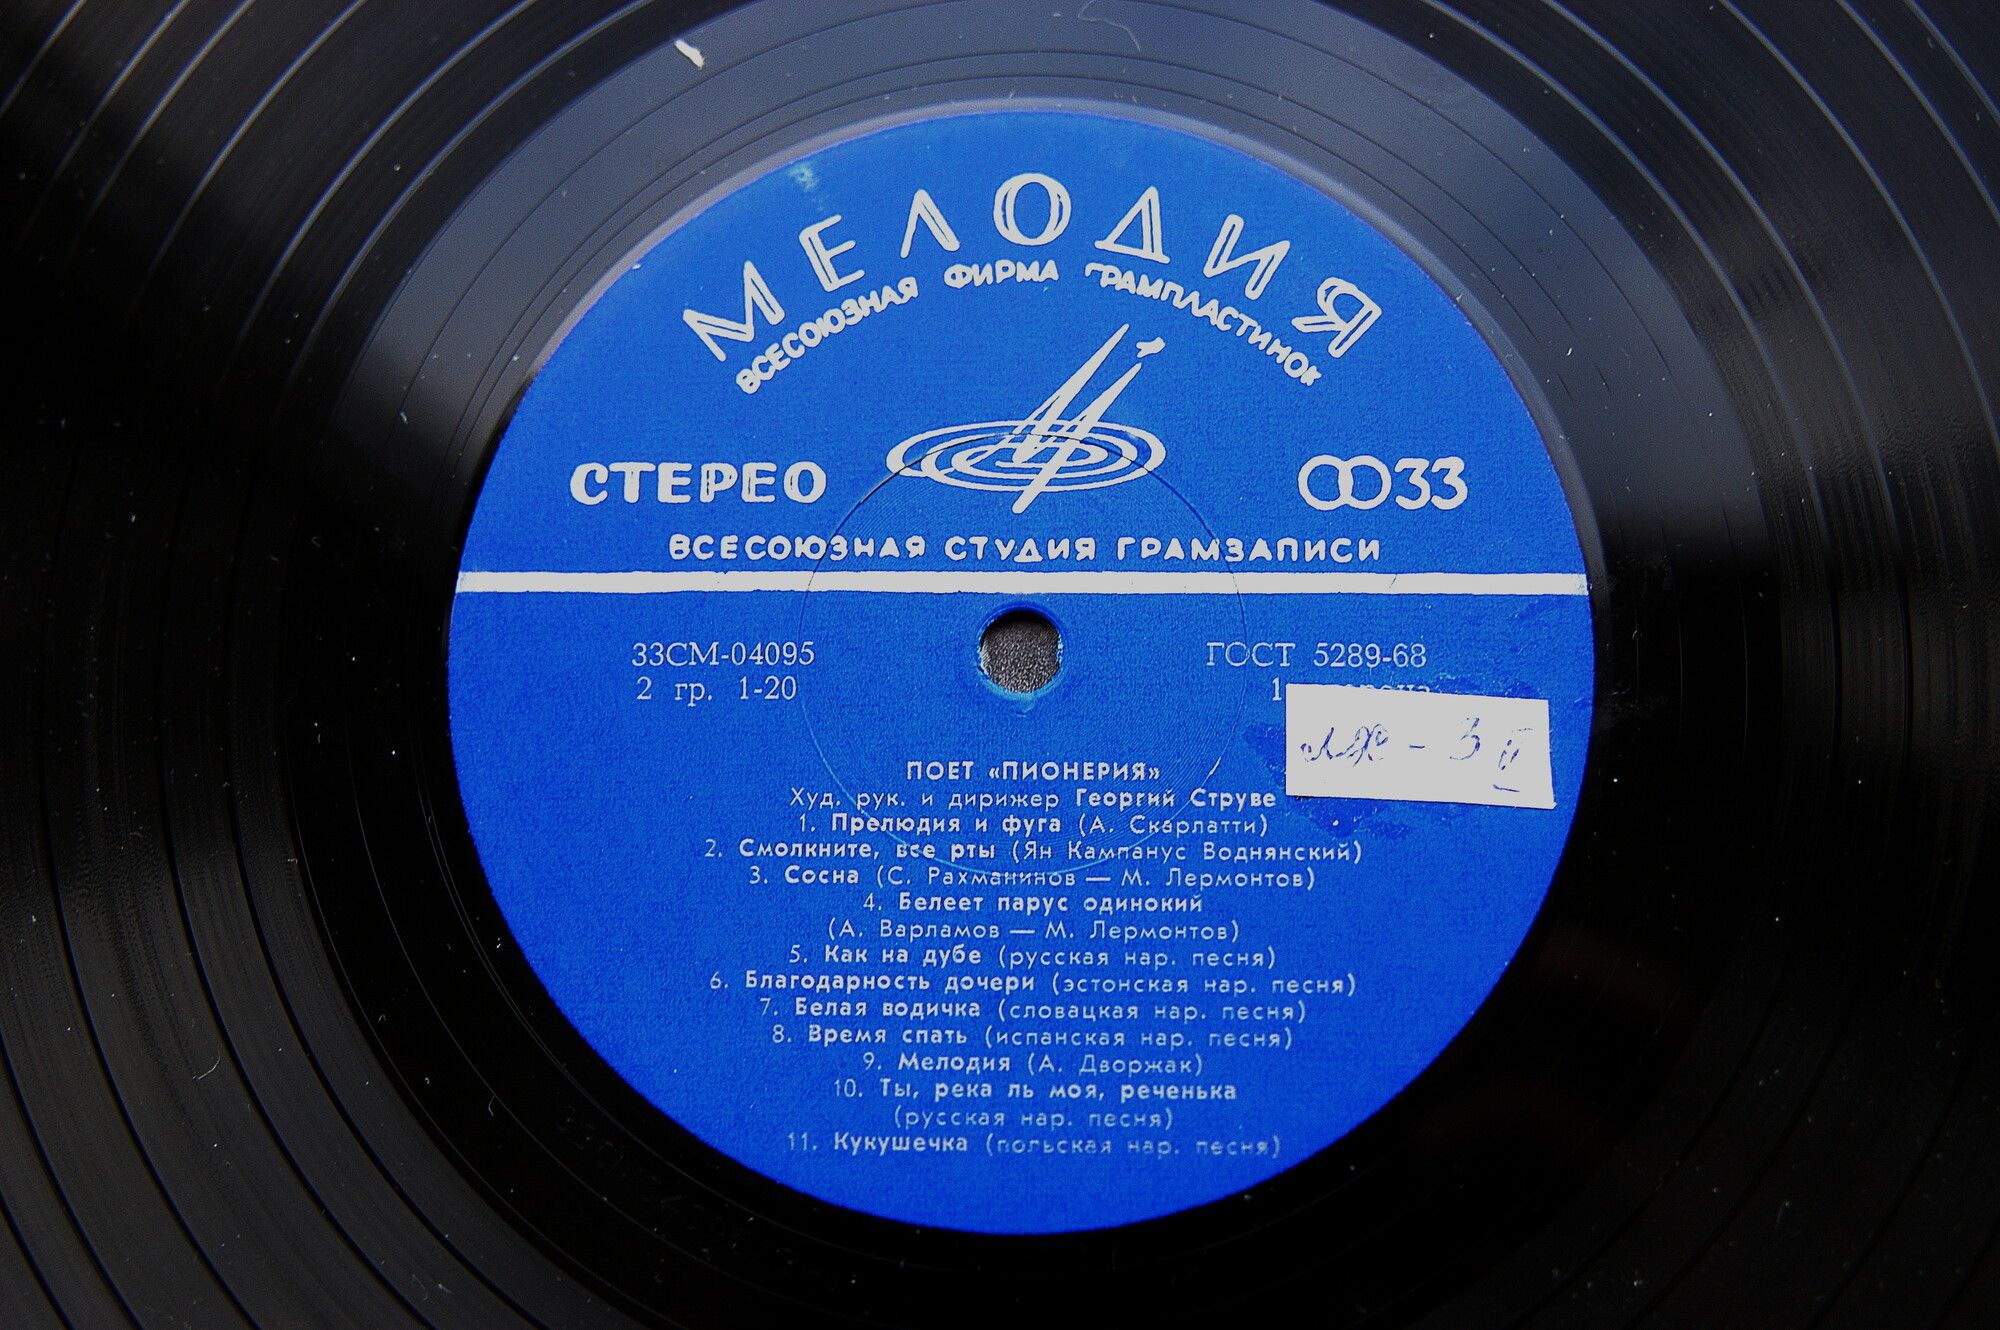 МЕЛОДИЯ
ВСЕСОЮЗНАЯ ФИРМА ГРАМПЛАСТИНОК
СТЕРЕО
33
ВСЕСОЮЗНАЯ СТУДИЯ ГРАМЗАПИСИ
33СМ-04095
ГОСТ 5289-68
2 гр. 1-20
1
ПОЕТ «ПИОНЕРИЯ»
Худ. рук. и дирижер Георгий Струве
1. Прелюдия и фуга (А. Скарлатти)
2. Смолкните, все рты (Ян Кампанус Воднянский)
3. Сосна (С. Рахманинов — М. Лермонтов)
4. Белеет парус одинокий
(А. Варламов — М. Лермонтов)
5. Как на дубе (русская нар. песня)
6. Благодарность дочери (эстонская нар. песня)
7. Белая водичка (словацкая нар. песня)
8. Время спать (испанская нар. песня)
9. Мелодия (А. Дворжак)
10. Ты, река ль моя, реченька
(русская нар. песня)
11. Кукушечка (польская нар. песня)